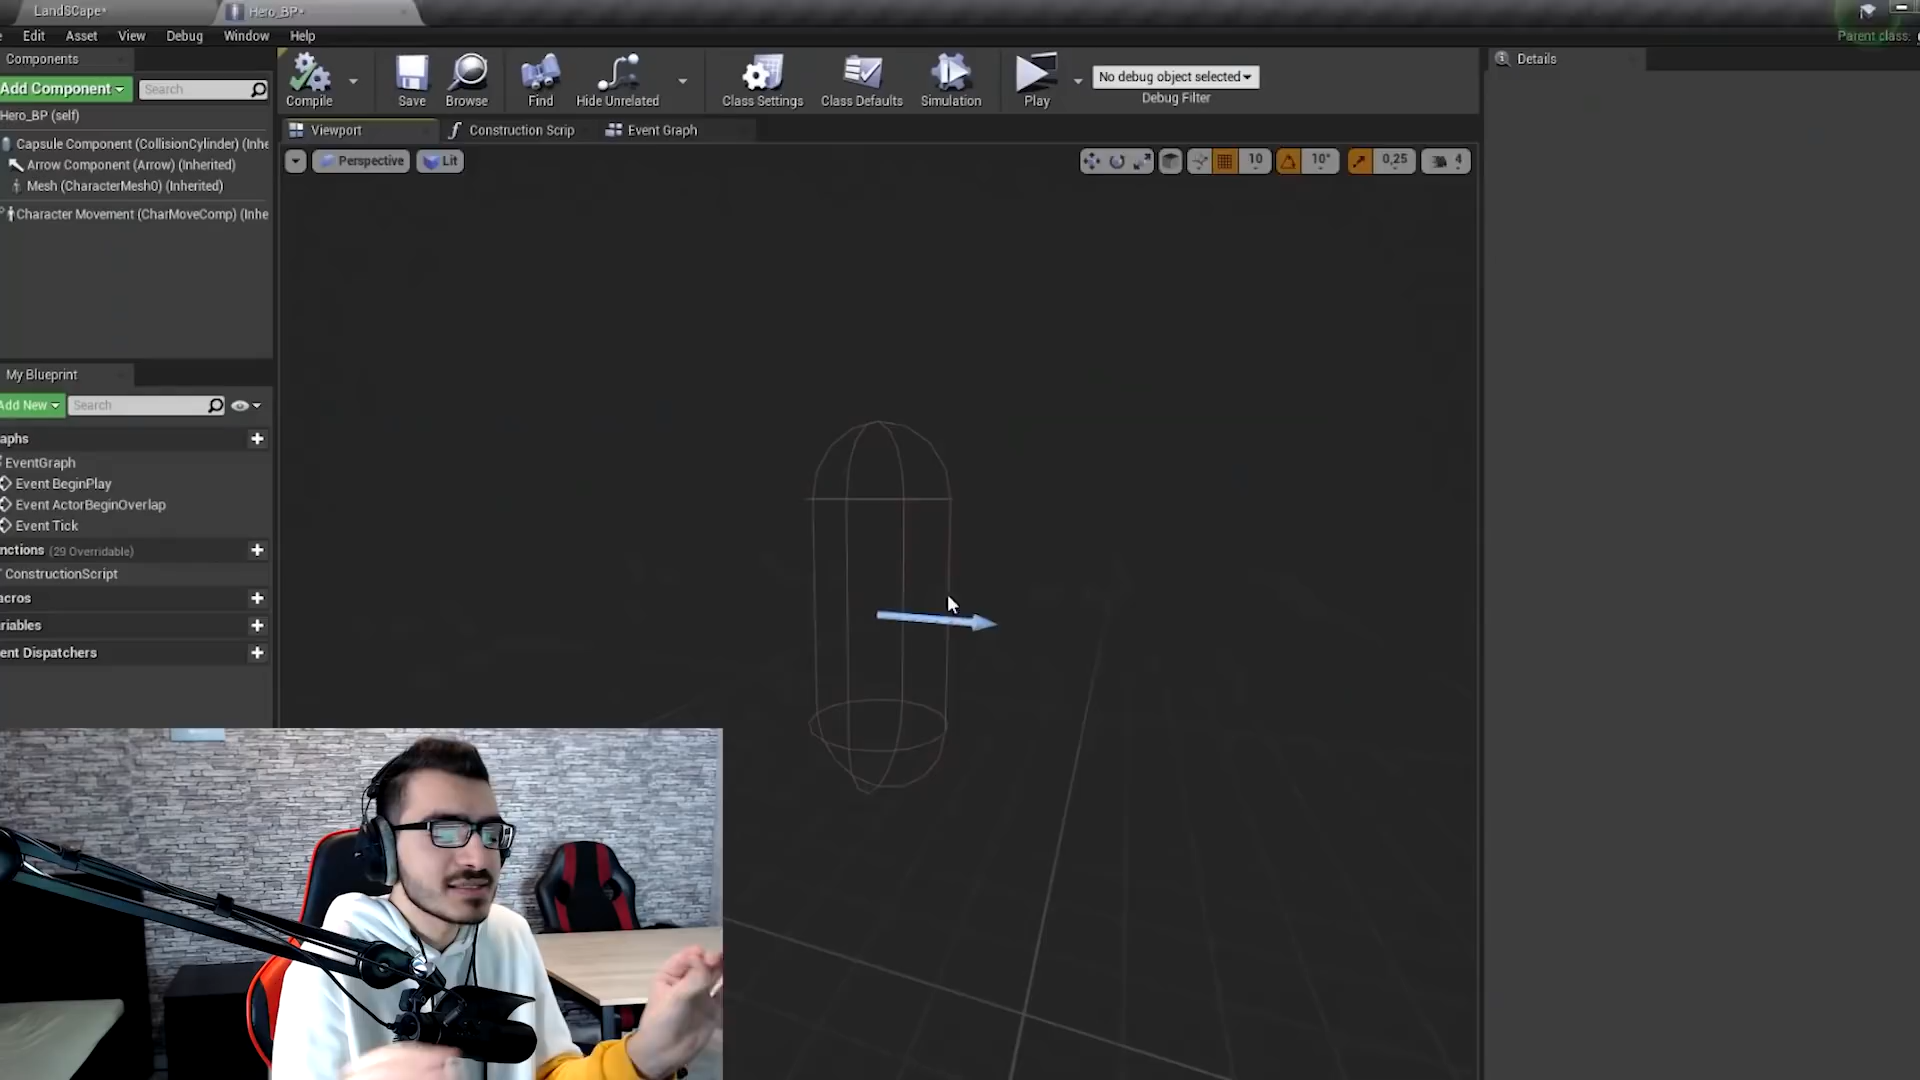 LandSCape*
Hero_BP*
Edit Asset View Debug Window Help
Parent class:
Components
Add Component
Search
Hero_BP (self)
Capsule Component (CollisionCylinder) (Inhe
Arrow Component (Arrow) (Inherited)
Mesh (CharacterMesh0) (Inherited)
Character Movement (CharMoveComp) (Inhe
Compile
Save
Browse
Find
Hide Unrelated
Class Settings
Class Defaults
Simulation
Play
No debug object selected
Debug Filter
Details
Viewport
Construction Scrip
Event Graph
Perspective
Lit
10
10°
0,25
4
My Blueprint
Add New
Search
aphs
EventGraph
Event BeginPlay
Event ActorBeginOverlap
Event Tick
nctions (29 Overridable)
ConstructionScript
acros
riables
ent Dispatchers